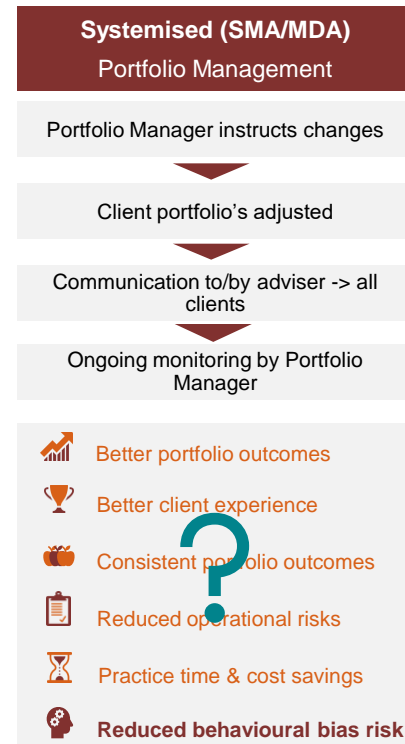 Systemised (SMA/MDA)
Portfolio Management
Portfolio Manager instructs changes
Client portfolio's adjusted
Communication to/by adviser -> all
clients
Ongoing monitoring by Portfolio
Manager
Better portfolio outcomes
Better client experience
Consistent portfolio outcomes
Reduced operational risks
Practice time & cost savings
Reduced behavioural bias risk
?